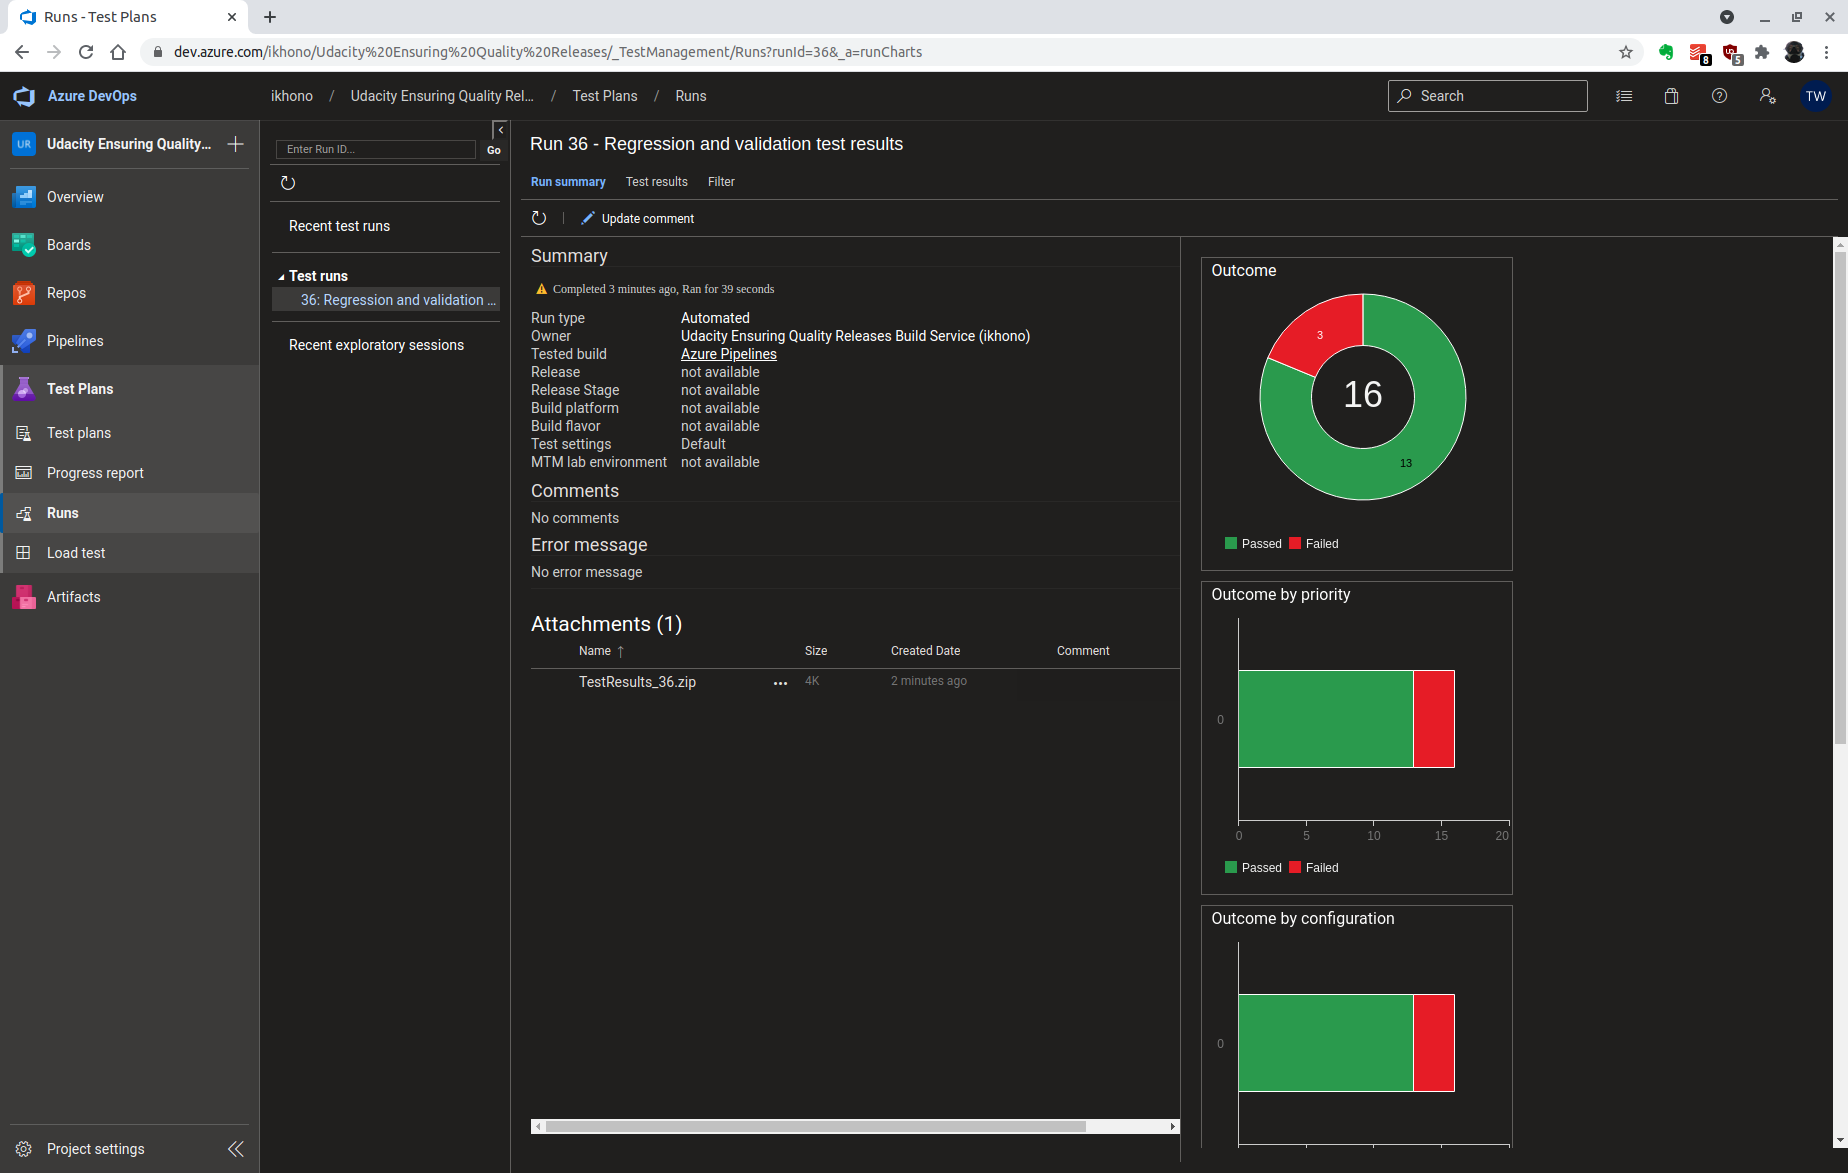 Runs - Test Plans
dev.azure.com/ikhono/Udacity%20Ensuring%20Quality%20Releases/_TestManagement/Runs?runId=36&_a=runCharts
8
5
Azure DevOps
ikhono / Udacity Ensuring Quality Rel... / Test Plans / Runs
Search
TW
UR Udacity Ensuring Quality...
Overview
Boards
Repos
Pipelines
Test Plans
Test plans
Progress report
Runs
Load test
Artifacts
Project settings
Enter Run ID...
Go
Recent test runs
Test runs
36: Regression and validation ...
Recent exploratory sessions
Run 36 - Regression and validation test results
Run summary Test results Filter
Update comment
Summary
Completed 3 minutes ago, Ran for 39 seconds
Run type Automated
Owner Udacity Ensuring Quality Releases Build Service (ikhono)
Tested build Azure Pipelines
Release not available
Release Stage not available
Build platform not available
Build flavor not available
Test settings Default
MTM lab environment not available
Comments
No comments
Error message
No error message
Attachments (1)
Name ↑ Size Created Date Comment
TestResults_36.zip ... 4K 2 minutes ago
Outcome
3
16
13
Passed Failed
Outcome by priority
0
0 5 10 15 20
Passed Failed
Outcome by configuration
0